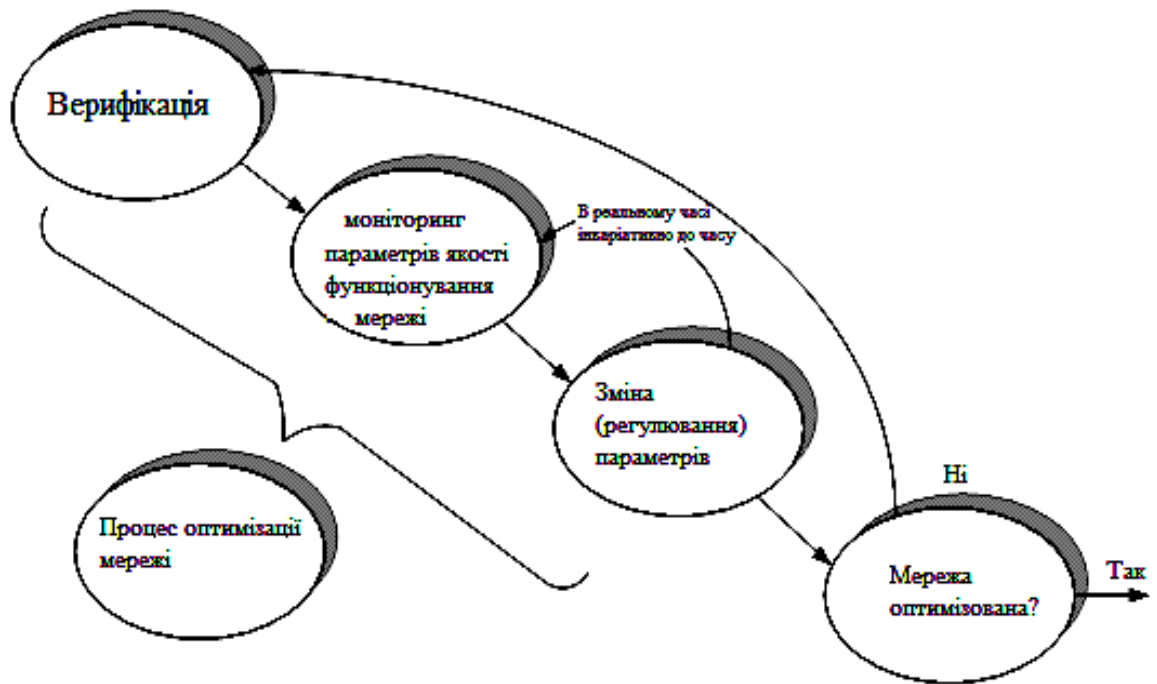 Верифікація
моніторинг
параметрів якості
функціонування
мережі
В реальному часі
інваріативно до часу
Зміна
(регулювання)
параметрів
Процес оптимізації
мережі
Ні
Мережа
оптимізована?
Так